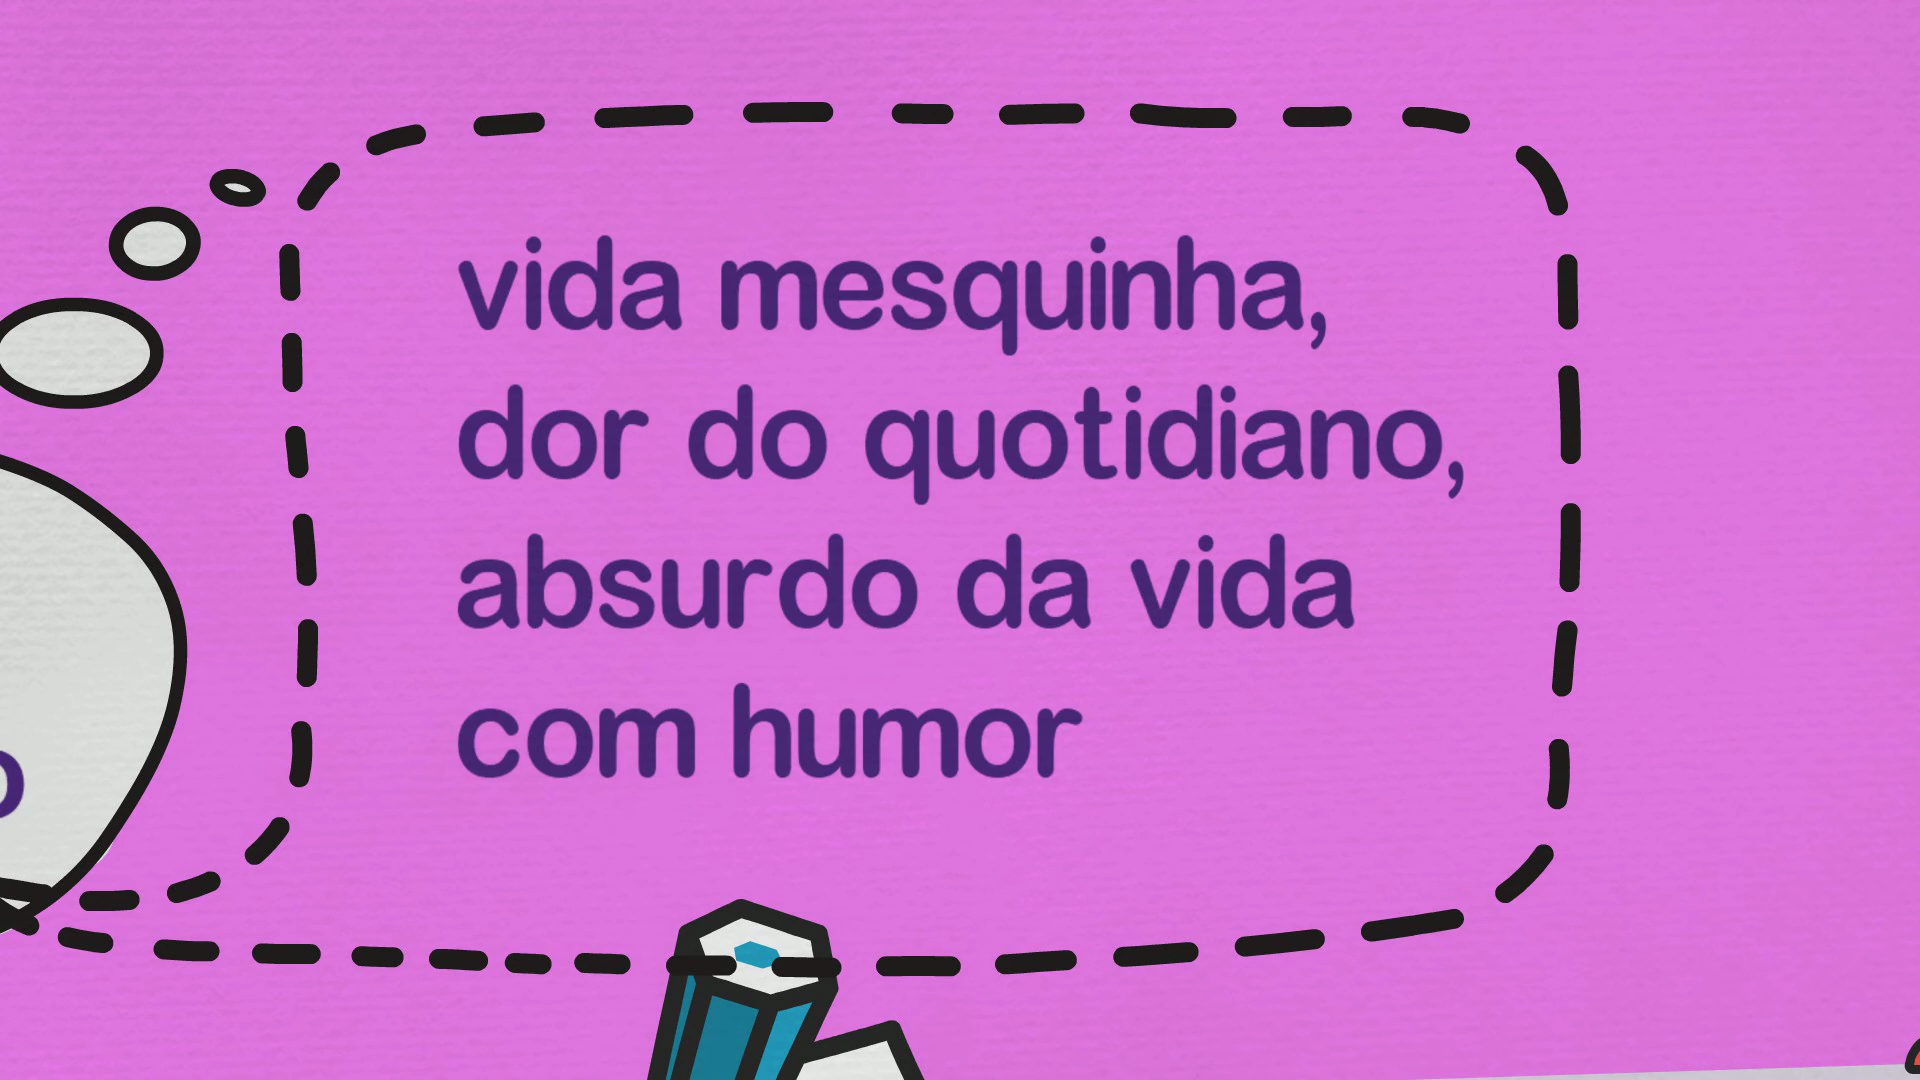 vida mesquinha,
dor do quotidiano,
absurdo da vida
com humor